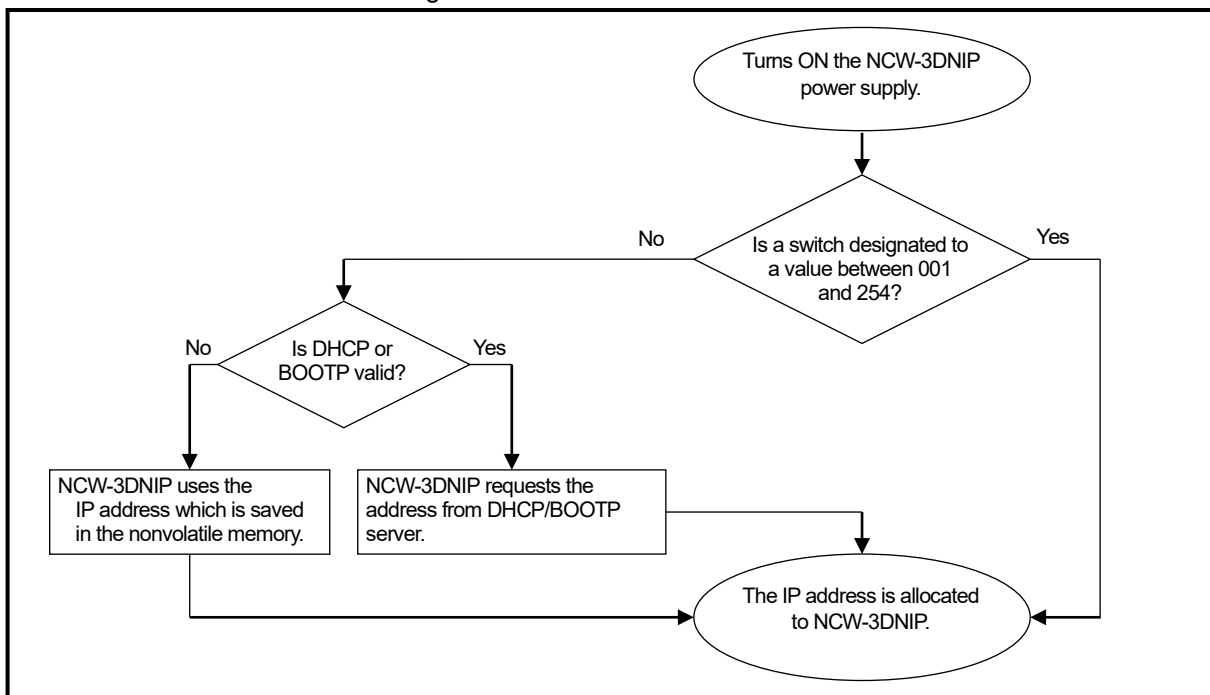 Turns ON the NCW-3DNIP
power supply.
No
Is a switch designated to
a value between 001
and 254?
Yes
No
Is DHCP or
BOOTP valid?
Yes
NCW-3DNIP uses the
IP address which is saved
in the nonvolatile memory.
NCW-3DNIP requests the
address from DHCP/BOOTP
server.
The IP address is allocated
to NCW-3DNIP.